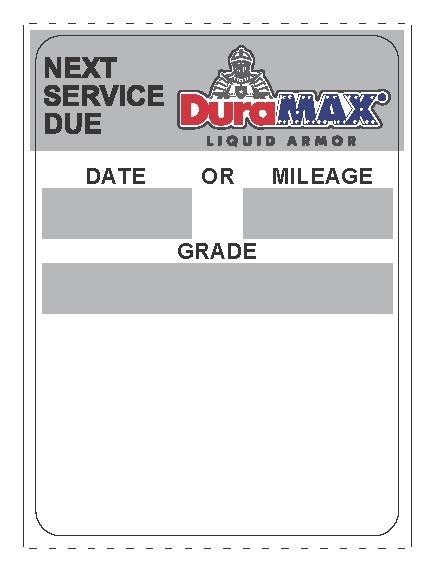 NEXT
SERVICE
DUE
DuraMAX
LIQUID ARMOR
DATE OR MILEAGE
GRADE